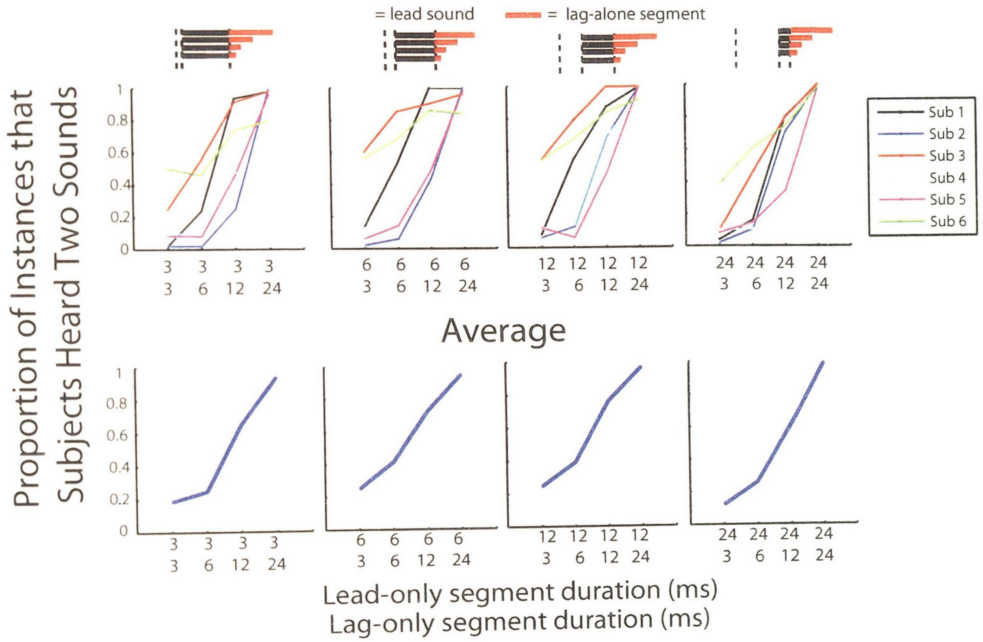 = lead sound = lag-alone segment
Proportion of Instances that
Subjects Heard Two Sounds
1
0.8
0.6
0.4
0.2
0
3 3 3 3
3 6 12 24
6 6 6 6
3 6 12 24
12 12 12 12
3 6 12 24
24 24 24 24
3 6 12 24
Sub 1
Sub 2
Sub 3
Sub 4
Sub 5
Sub 6
Average
1
0.8
0.6
0.4
0.2
0
3 3 3 3
3 6 12 24
6 6 6 6
3 6 12 24
12 12 12 12
3 6 12 24
24 24 24 24
3 6 12 24
Lead-only segment duration (ms)
Lag-only segment duration (ms)